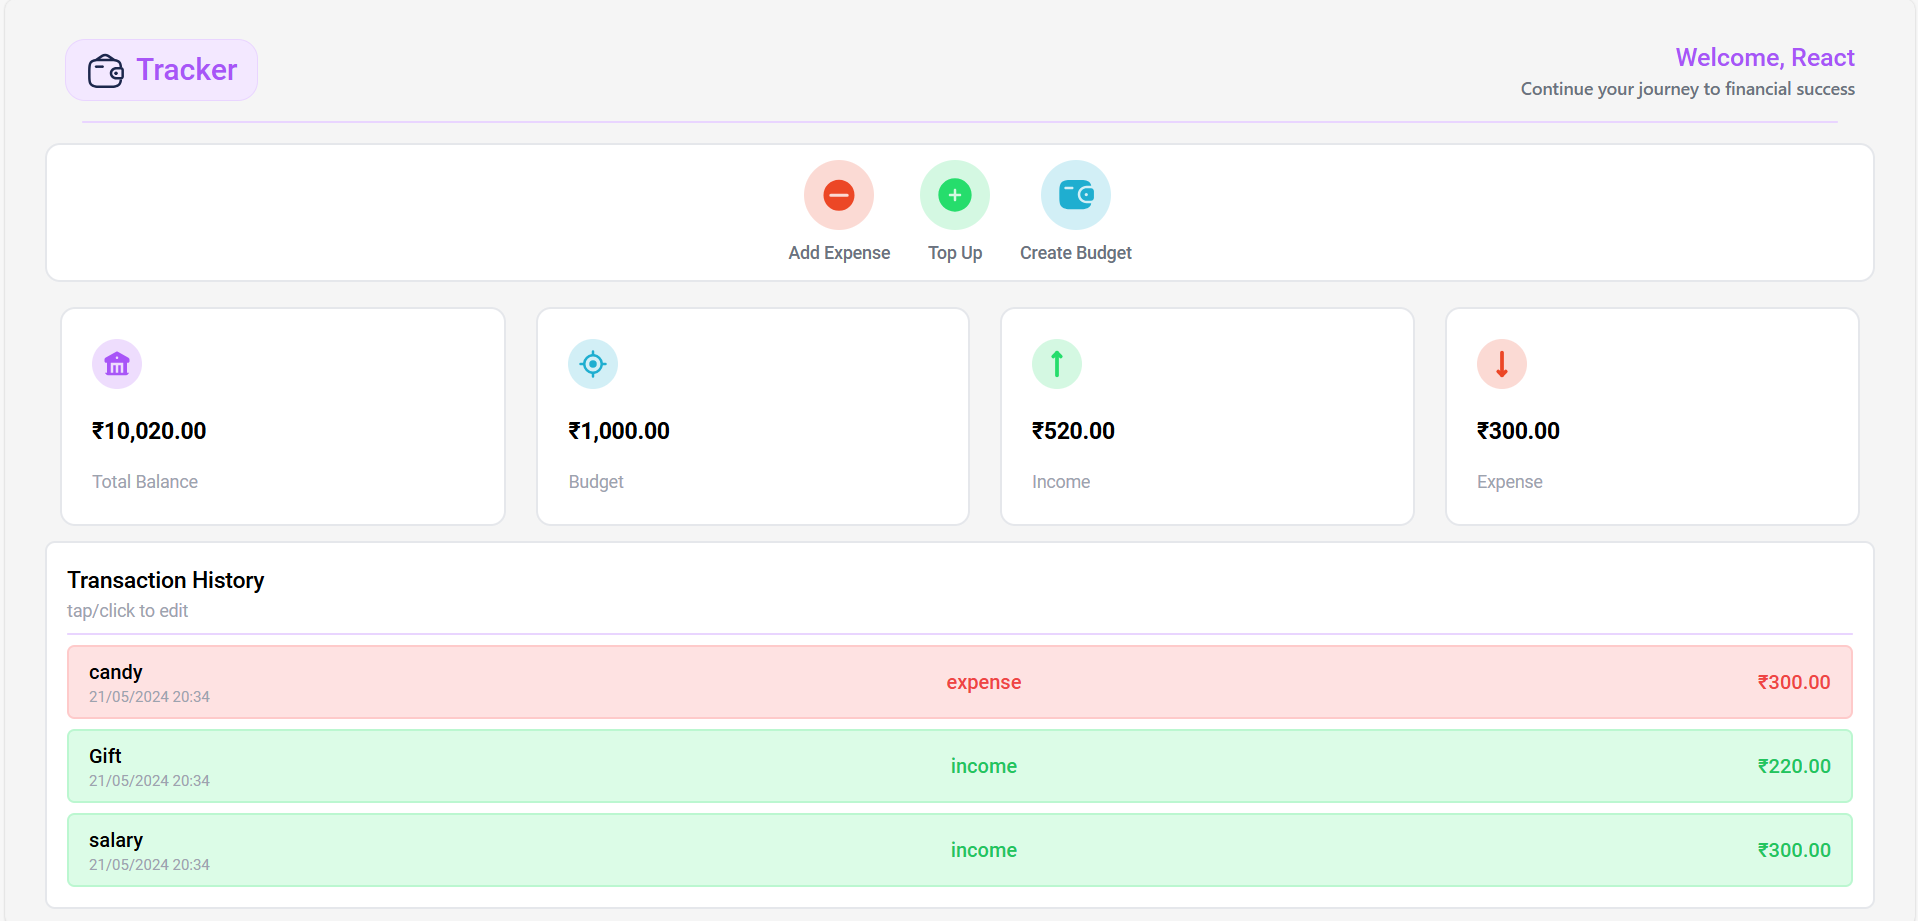 Tracker
Welcome, React
Continue your journey to financial success
Add Expense
Top Up
Create Budget
₹10,020.00
Total Balance
₹1,000.00
Budget
₹520.00
Income
₹300.00
Expense
Transaction History
tap/click to edit
candy
21/05/2024 20:34
expense
₹300.00
Gift
21/05/2024 20:34
income
₹220.00
salary
21/05/2024 20:34
income
₹300.00